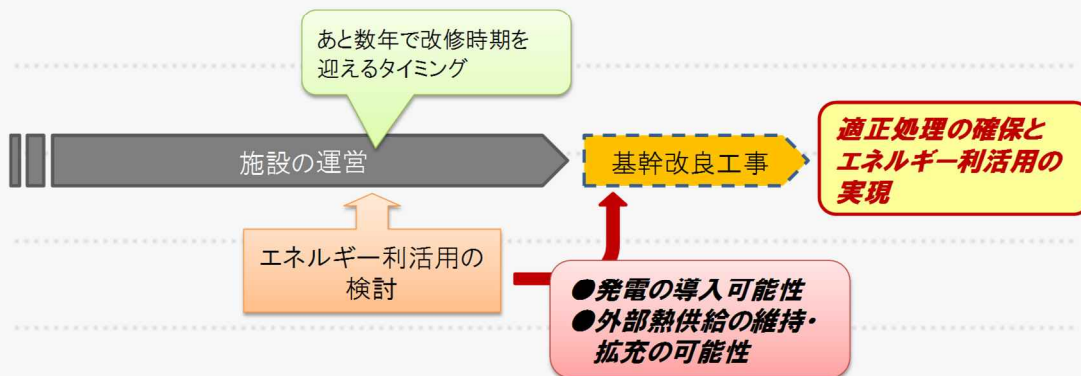 あと数年で改修時期を
迎えるタイミング
施設の運営
基幹改良工事
適正処理の確保と
エネルギー利活用の
実現
エネルギー利活用の
検討
●発電の導入可能性
●外部熱供給の維持・
拡充の可能性